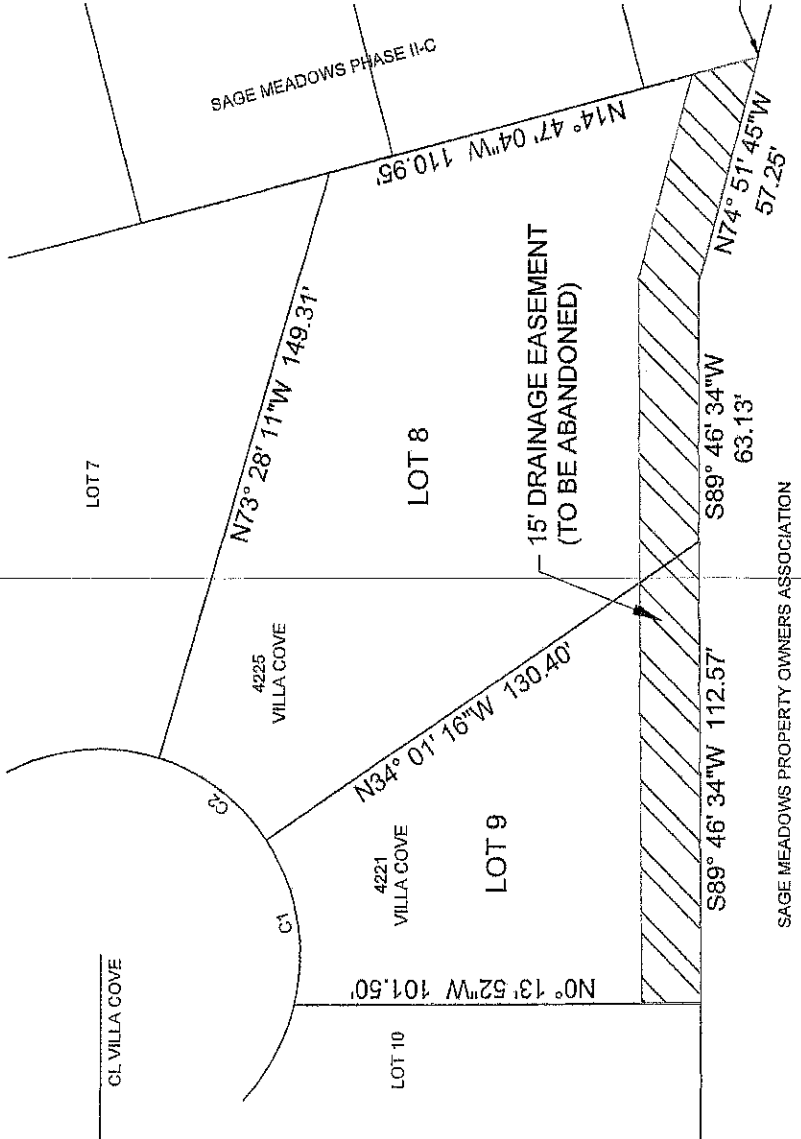 SAGE MEADOWS PHASE II-C
LOT 7
N73° 28' 11"W 149.31'
N14° 47' 04"W 110.95'
CL VILLA COVE
C2
4225
VILLA COVE
LOT 8
C1
N34° 01' 16"W 130.40'
4221
VILLA COVE
LOT 9
15' DRAINAGE EASEMENT
(TO BE ABANDONED)
LOT 10
N0° 13' 52"W 101.50'
S89° 46' 34"W 112.57'
S89° 46' 34"W
63.13'
N74° 51' 45"W
57.25'
SAGE MEADOWS PROPERTY OWNERS ASSOCIATION